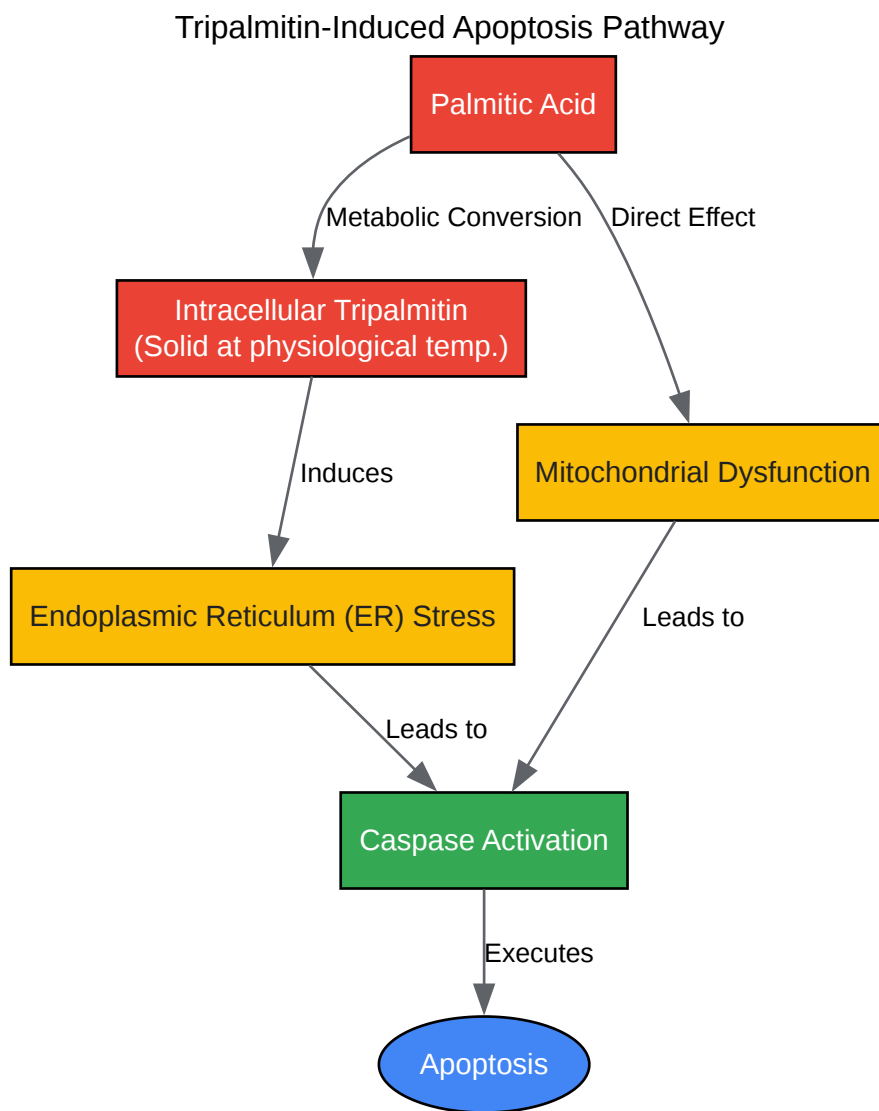 Tripalmitin-Induced Apoptosis Pathway
Palmitic Acid
Metabolic Conversion
Direct Effect
Intracellular Tripalmitin
(Solid at physiological temp.)
Mitochondrial Dysfunction
Induces
Endoplasmic Reticulum (ER) Stress
Leads to
Leads to
Caspase Activation
Executes
Apoptosis